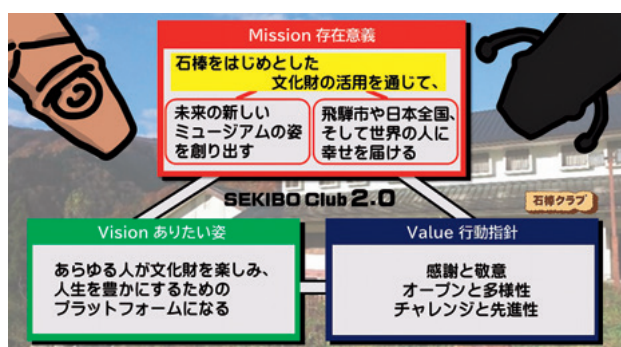 Mission 存在意義
石棒をはじめとした
文化財の活用を通じて、
未来の新しい
ミュージアムの姿
を創り出す
飛騨市や日本全国、
そして世界の人に
幸せを届ける
SEKIBO Club 2.0
石棒クラブ
Vision ありたい姿
あらゆる人が文化財を楽しみ、
人生を豊かにするための
プラットフォームになる
Value 行動指針
感謝と敬意
オープンと多様性
チャレンジと先進性